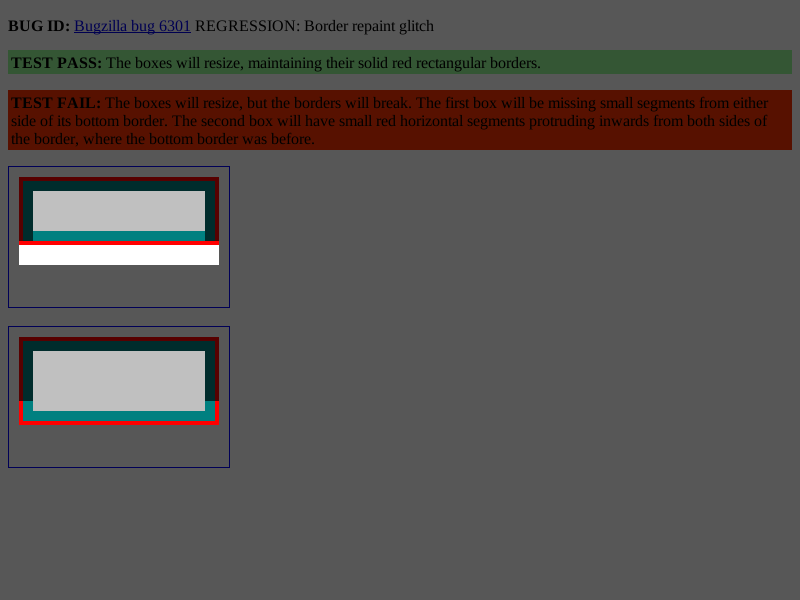 BUG ID: Bugzilla bug 6301 REGRESSION: Border repaint glitch
TEST PASS: The boxes will resize, maintaining their solid red rectangular borders.
TEST FAIL: The boxes will resize, but the borders will break. The first box will be missing small segments from either
side of its bottom border. The second box will have small red horizontal segments protruding inwards from both sides of
the border, where the bottom border was before.